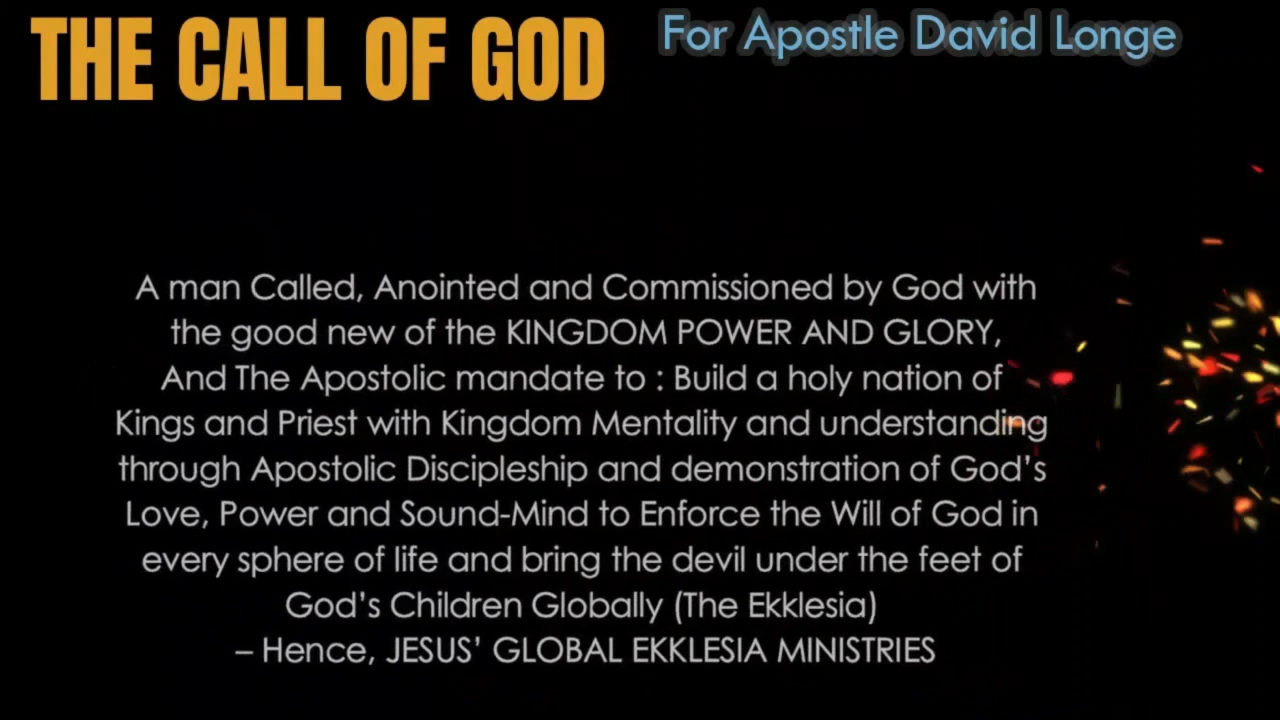 THE CALL OF GOD
For Apostle David Longe
A man Called, Anointed and Commissioned by God with
the good new of the KINGDOM POWER AND GLORY,
And The Apostolic mandate to : Build a holy nation of
Kings and Priest with Kingdom Mentality and understanding
through Apostolic Discipleship and demonstration of God's
Love, Power and Sound-Mind to Enforce the Will of God in
every sphere of life and bring the devil under the feet of
God's Children Globally (The Ekklesia)
– Hence, JESUS' GLOBAL EKKLESIA MINISTRIES